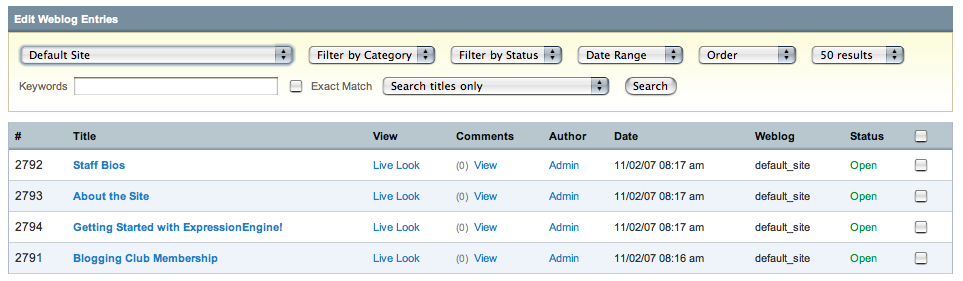 Edit Weblog Entries
Default Site Filter by Category Filter by Status Date Range Order 50 results
Keywords Exact Match Search titles only Search
# Title View Comments Author Date Weblog Status
2792 Staff Bios Live Look (0) View Admin 11/02/07 08:17 am default_site Open
2793 About the Site Live Look (0) View Admin 11/02/07 08:17 am default_site Open
2794 Getting Started with ExpressionEngine! Live Look (0) View Admin 11/02/07 08:17 am default_site Open
2791 Blogging Club Membership Live Look (0) View Admin 11/02/07 08:16 am default_site Open